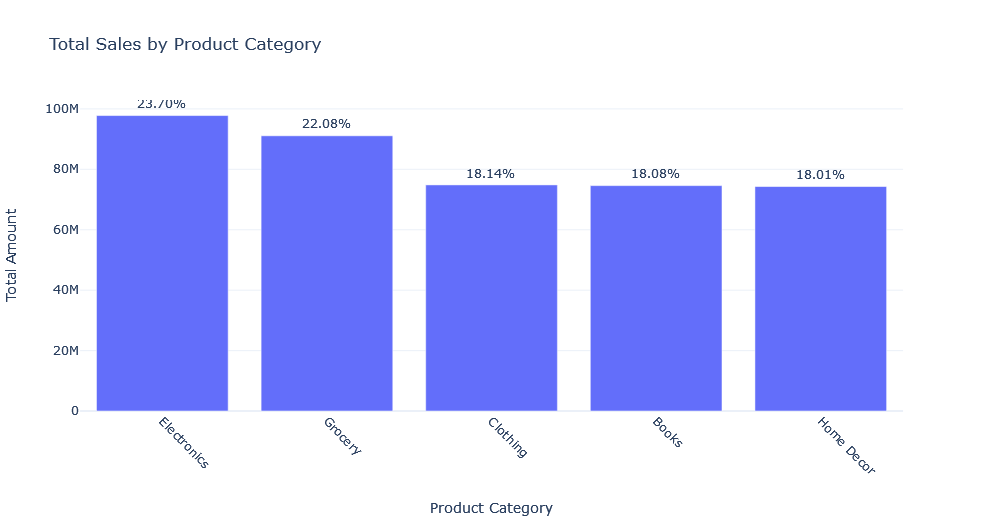 Total Sales by Product Category
100M
80M
60M
40M
20M
0
Total Amount
23.70%
22.08%
18.14%
18.08%
18.01%
Electronics
Grocery
Clothing
Books
Home Decor
Product Category